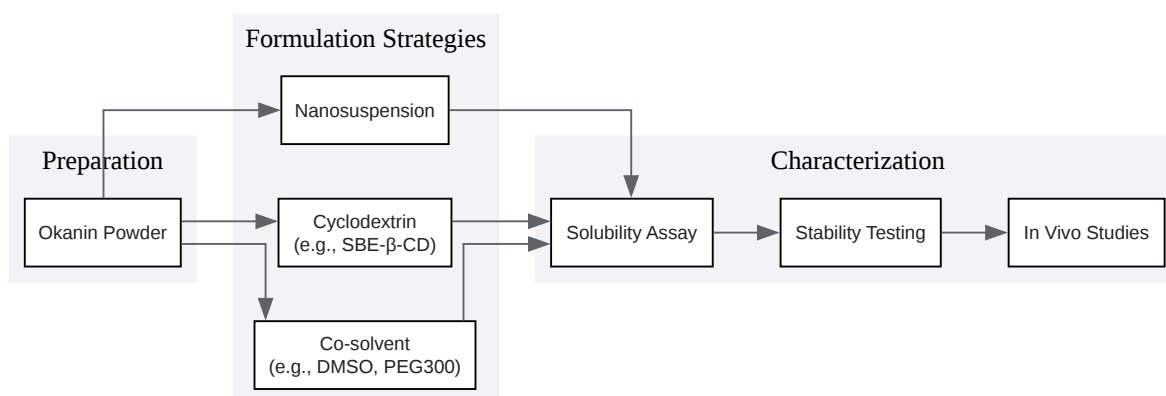 Formulation Strategies
Nanosuspension
Preparation
Characterization
Okanin Powder
Cyclodextrin
(e.g., SBE-β-CD)
Solubility Assay
Stability Testing
In Vivo Studies
Co-solvent
(e.g., DMSO, PEG300)